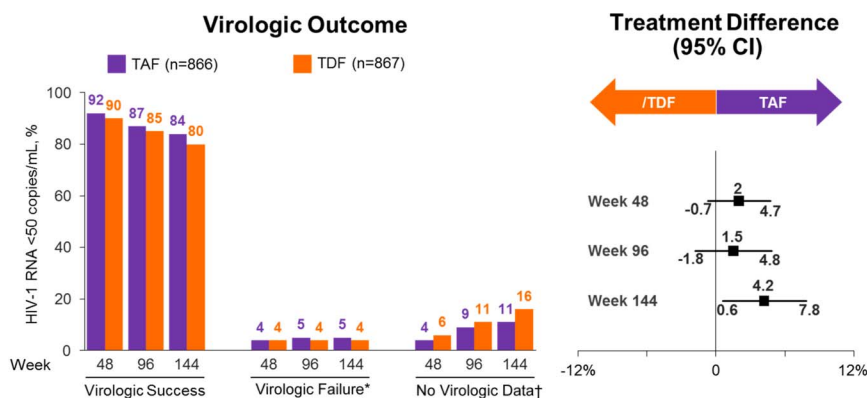 Virologic Outcome
TAF (n=866)
TDF (n=867)
HIV-1 RNA <50 copies/mL, %
100
80
60
40
20
0
92 90 87 85 84 80
4 4 5 4 5 4
4 6 9 11 11 16
Week 48 96 144 48 96 144 48 96 144
Virologic Success Virologic Failure* No Virologic Data†
Treatment Difference
(95% CI)
/TDF TAF
Week 48
2
-0.7 4.7
Week 96
1.5
-1.8 4.8
Week 144
4.2
0.6 7.8
-12% 0 12%